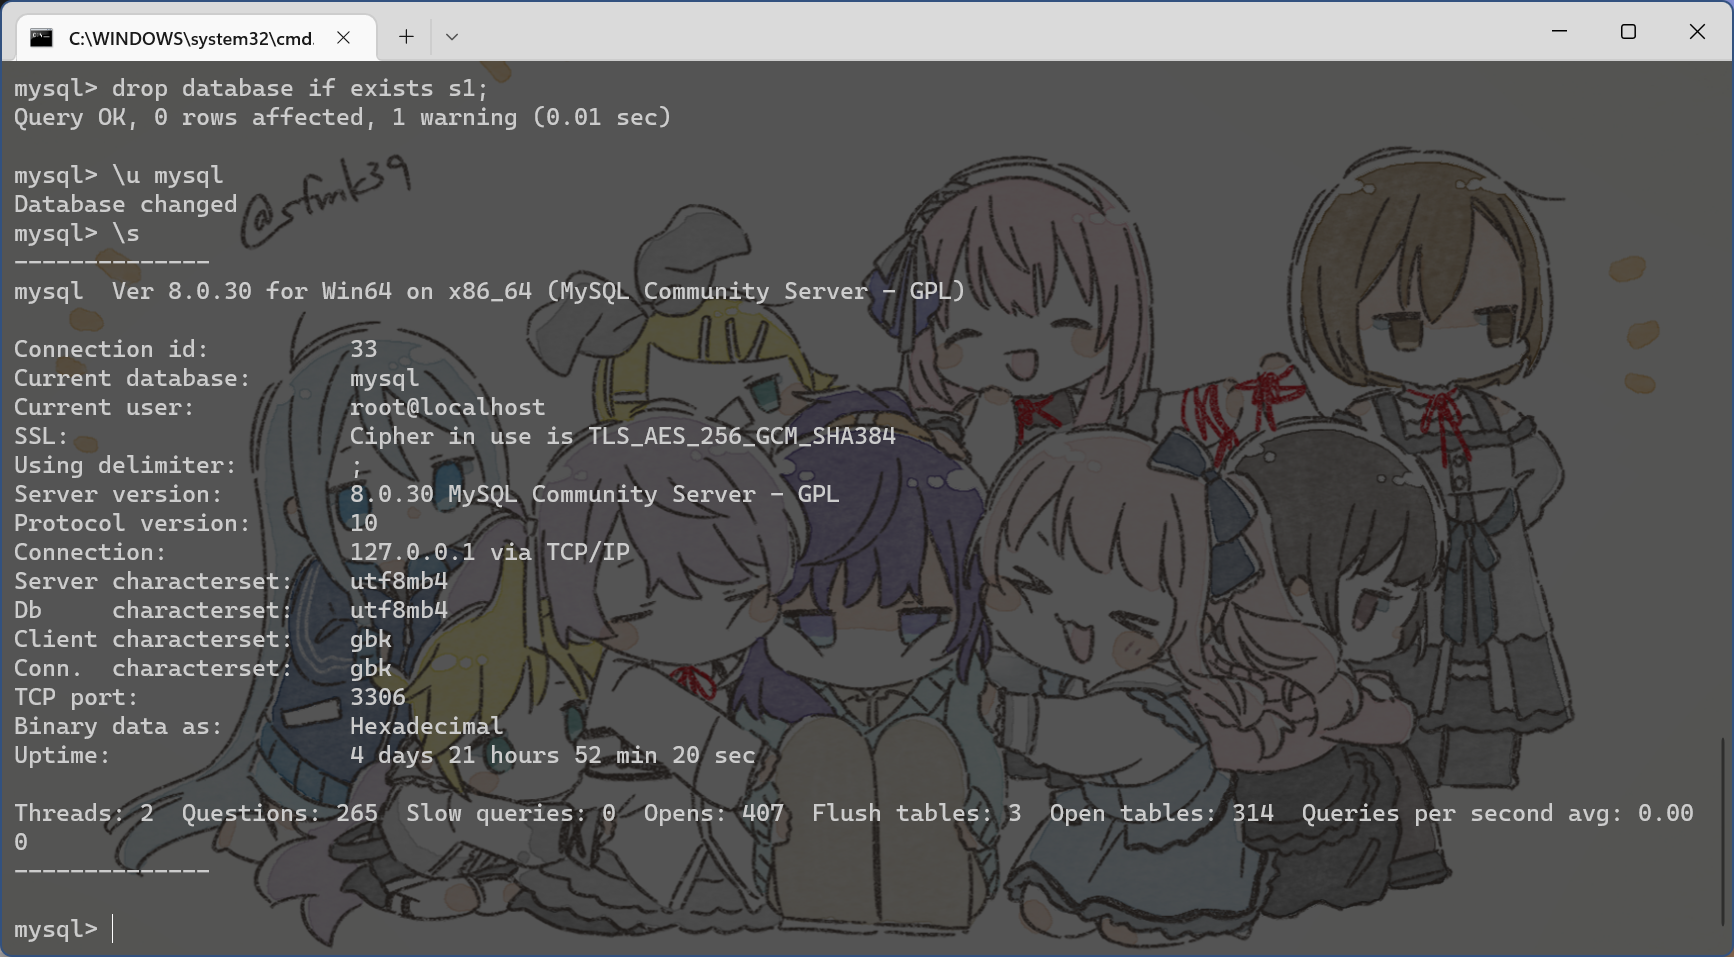 C:\WINDOWS\system32\cmd.
mysql> drop database if exists s1;
Query OK, 0 rows affected, 1 warning (0.01 sec)
mysql> \u mysql
@sfmk39
Database changed
mysql> \s
--------------
mysql  Ver 8.0.30 for Win64 on x86_64 (MySQL Community Server - GPL)
Connection id:          33
Current database:       mysql
Current user:           root@localhost
SSL:                    Cipher in use is TLS_AES_256_GCM_SHA384
Using delimiter:        ;
Server version:         8.0.30 MySQL Community Server - GPL
Protocol version:       10
Connection:             127.0.0.1 via TCP/IP
Server characterset:    utf8mb4
Db     characterset:    utf8mb4
Client characterset:    gbk
Conn.  characterset:    gbk
TCP port:               3306
Binary data as:         Hexadecimal
Uptime:                 4 days 21 hours 52 min 20 sec
Threads: 2  Questions: 265  Slow queries: 0  Opens: 407  Flush tables: 3  Open tables: 314  Queries per second avg: 0.00
0
--------------
mysql>